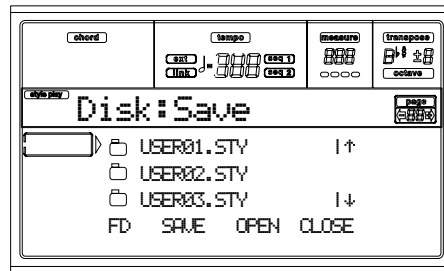 chord tempo measure transpose
ext seq 1
link seq 2
octave
style play page
Disk:Save
USER01.STY
USER02.STY
USER03.STY
FD SAVE OPEN CLOSE